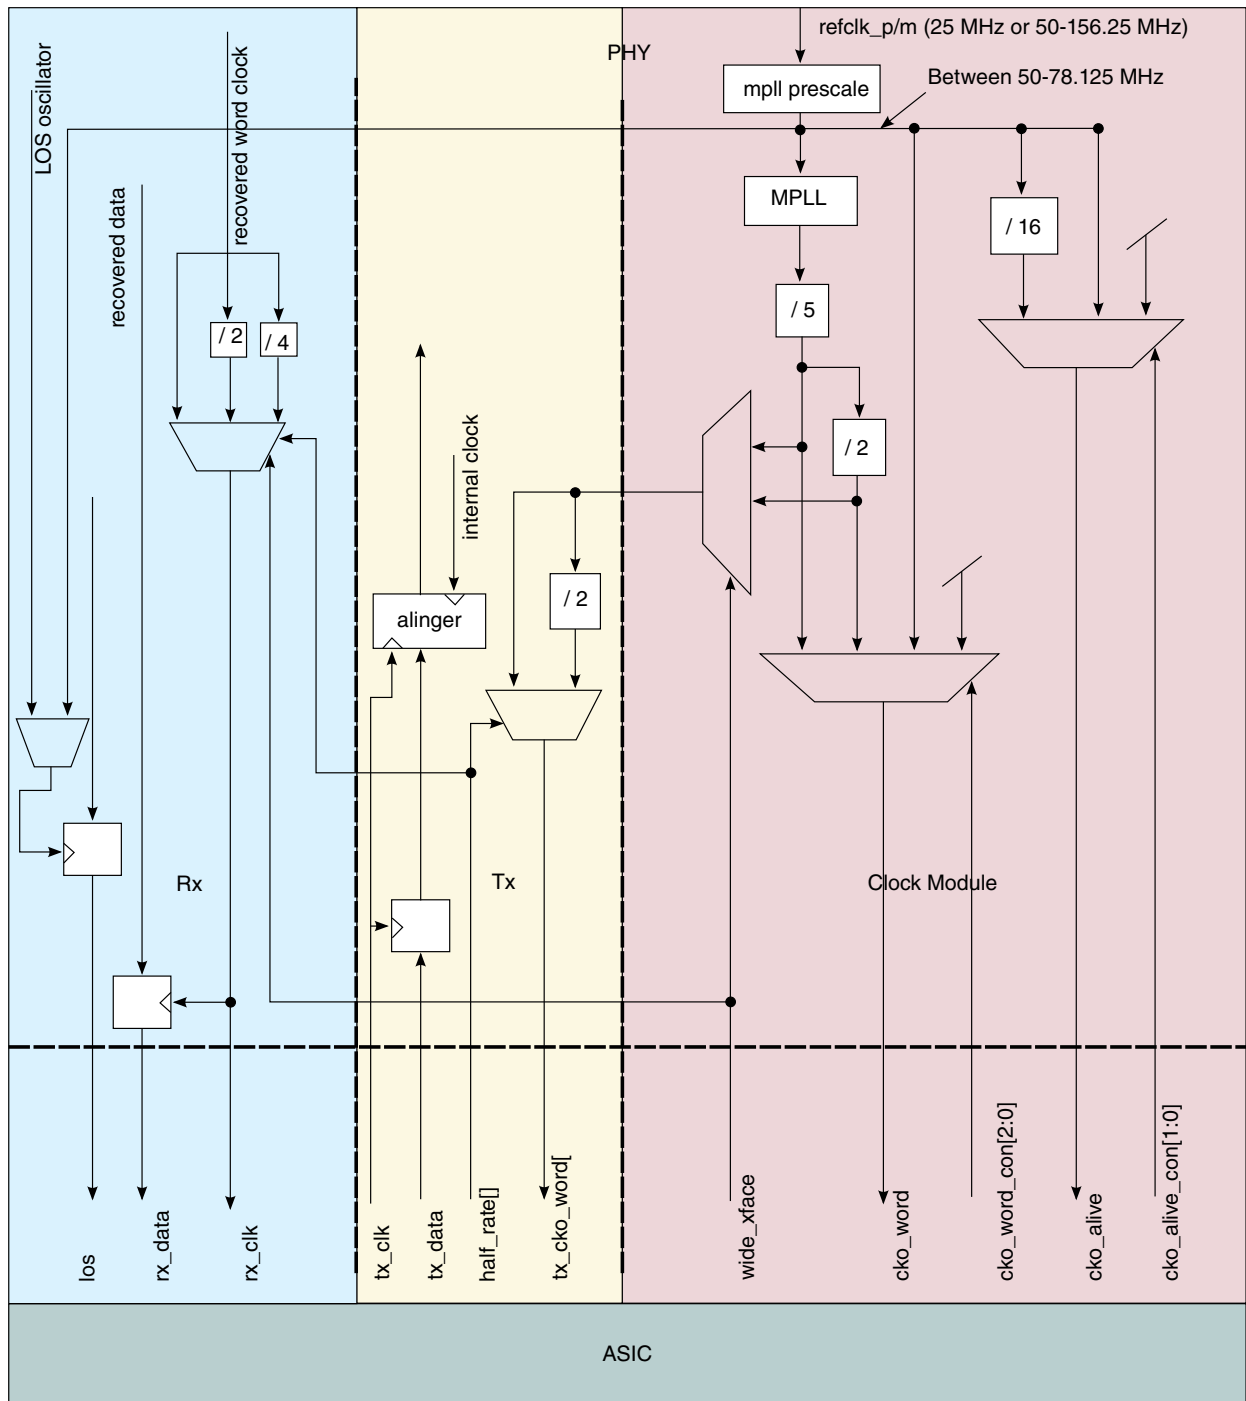 refclk_p/m (25 MHz or 50-156.25 MHz)
PHY
Between 50-78.125 MHz
mpll prescale
LOS oscillator
recovered word clock
recovered data
MPLL
/ 16
/ 5
/ 2
/ 4
/ 2
internal clock
/ 2
alinger
Rx
Tx
Clock Module
los
rx_data
rx_clk
tx_clk
tx_data
half_rate[]
tx_cko_word[
wide_xface
cko_word
cko_word_con[2:0]
cko_alive
cko_alive_con[1:0]
ASIC